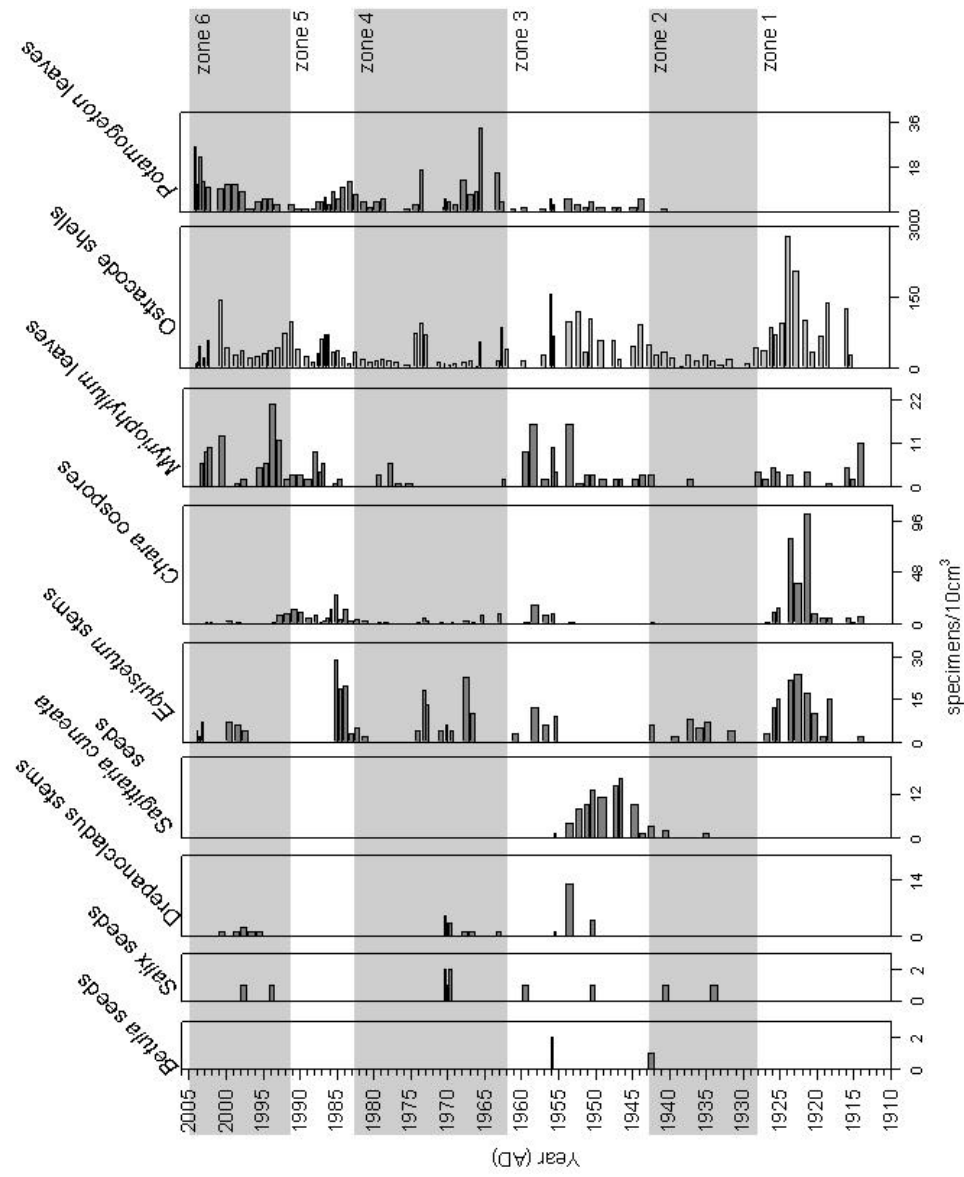 Betula seeds
Salix seeds
Drepanocladus stems
Sagittaria cuneata
seeds
Equisetum stems
Chara oospores
Myriophyllum leaves
Ostracode shells
Potamogeton leaves
Year (AD)
2005
2000
1995
1990
1985
1980
1975
1970
1965
1960
1955
1950
1945
1940
1935
1930
1925
1920
1915
1910
zone 6
zone 5
zone 4
zone 3
zone 2
zone 1
0 2 0 2 0 14 0 12 0 15 30 0 48 96 0 11 22 0 150 300 0 18 36
specimens/10cm³